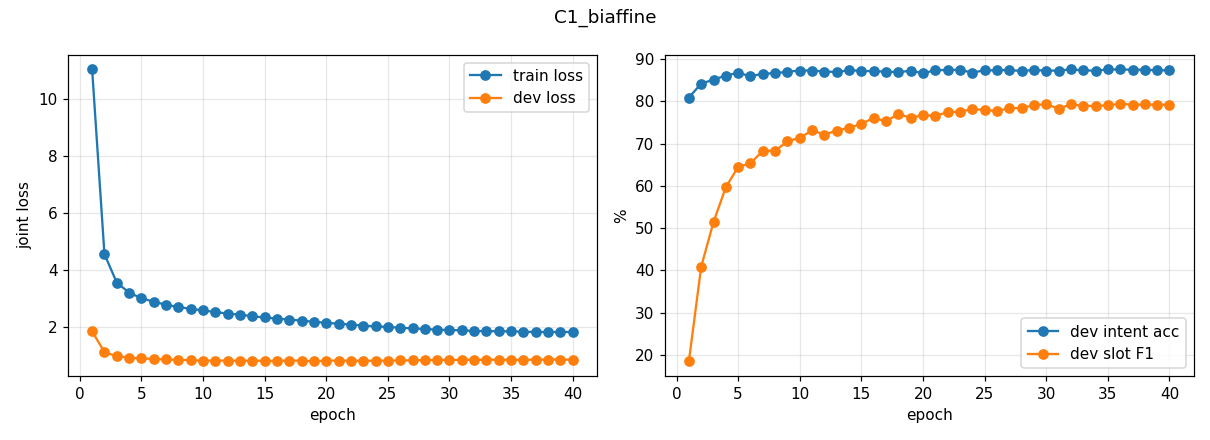 C1_biaffine
joint loss
10
8
6
4
2
0 5 10 15 20 25 30 35 40
epoch
train loss
dev loss
%
90
80
70
60
50
40
30
20
0 5 10 15 20 25 30 35 40
epoch
dev intent acc
dev slot F1